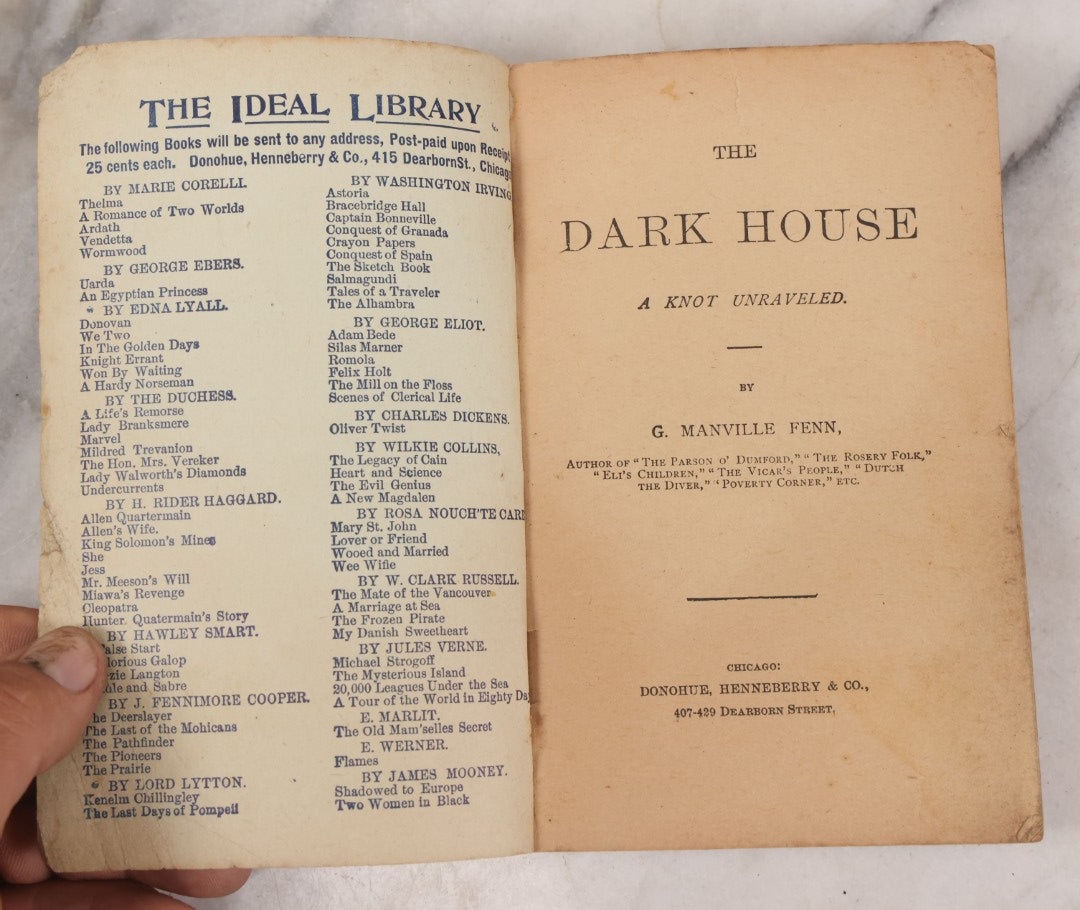 THE IDEAL LIBRARY
The following Books will be sent to any address, Post-paid upon Receipt
25 cents each. Donohue, Henneberry & Co., 415 DearbornSt., Chicago
BY MARIE CORELLI.
Thelma
A Romance of Two Worlds
Ardath
Vendetta
Wormwood
BY GEORGE EBERS.
Uarda
An Egyptian Princess
BY EDNA LYALL.
Donovan
We Two
In The Golden Days
Knight Errant
Won By Waiting
A Hardy Norseman
BY THE DUCHESS.
A Life's Remorse
Lady Branksmere
Marvel
Mildred Trevanion
The Hon. Mrs. Vereker
Lady Walworth's Diamonds
Undercurrents
BY H. RIDER HAGGARD.
Allen Quartermain
Allen's Wife.
King Solomon's Mines
She
Jess
Mr. Meeson's Will
Miawa's Revenge
Cleopatra
Hunter Quatermain's Story
BY HAWLEY SMART.
alse Start
lorious Galop
zie Langton
le and Sabre
BY J. FENNIMORE COOPER.
The Deerslayer
The Last of the Mohicans
The Pathfinder
The Pioneers
The Prairie
BY LORD LYTTON.
Kenelm Chillingley
The Last Days of Pompeii
BY WASHINGTON IRVING
Astoria
Bracebridge Hall
Captain Bonneville
Conquest of Granada
Crayon Papers
Conquest of Spain
The Sketch Book
Salmagundi
Tales of a Traveler
The Alhambra
BY GEORGE ELIOT.
Adam Bede
Silas Marner
Romola
Felix Holt
The Mill on the Floss
Scenes of Clerical Life
BY CHARLES DICKENS.
Oliver Twist
BY WILKIE COLLINS,
The Legacy of Cain
Heart and Science
The Evil Genius
A New Magdalen
BY ROSA NOUCH'TE CARE
Mary St. John
Lover or Friend
Wooed and Married
Wee Wifie
BY W. CLARK RUSSELL.
The Mate of the Vancouver
A Marriage at Sea
The Frozen Pirate
My Danish Sweetheart
BY JULES VERNE.
Michael Strogoff
The Mysterious Island
20,000 Leagues Under the Sea
A Tour of the World in Eighty Da
E. MARLIT.
The Old Mam'selles Secret
E. WERNER.
Flames
BY JAMES MOONEY.
Shadowed to Europe
Two Women in Black
THE
DARK HOUSE
A KNOT UNRAVELED.
BY
G. MANVILLE FENN,
AUTHOR OF "THE PARSON O' DUMFORD," "THE ROSERY FOLK,"
"ELI'S CHILDREN," "THE VICAR'S PEOPLE," "DUTCH
THE DIVER," "POVERTY CORNER," ETC.
CHICAGO:
DONOHUE, HENNEBERRY & CO.,
407-429 DEARBORN STREET.